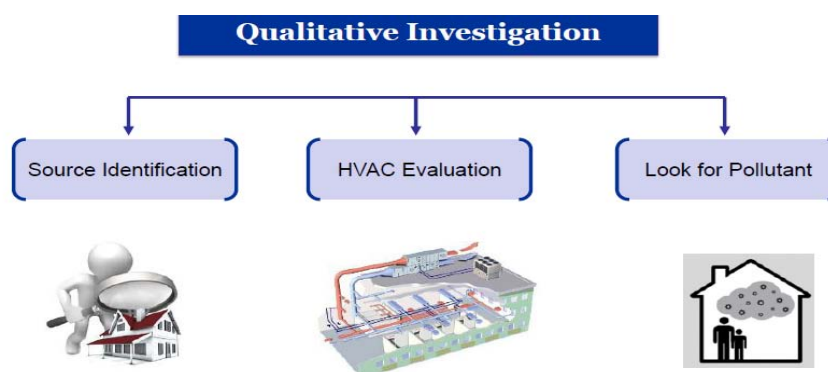 Qualitative Investigation
Source Identification
HVAC Evaluation
Look for Pollutant